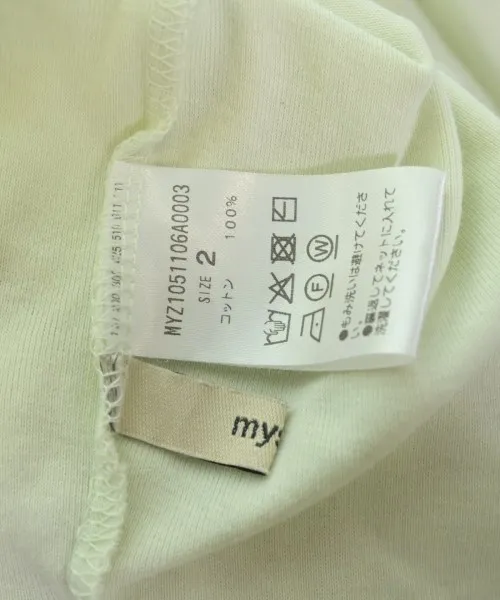 MYZ1051106A0003
SIZE 2
コットン 100%
F W
●もみ洗いは避けてくださ
い。
●裏返してネットに入れて
洗濯してください。
mys